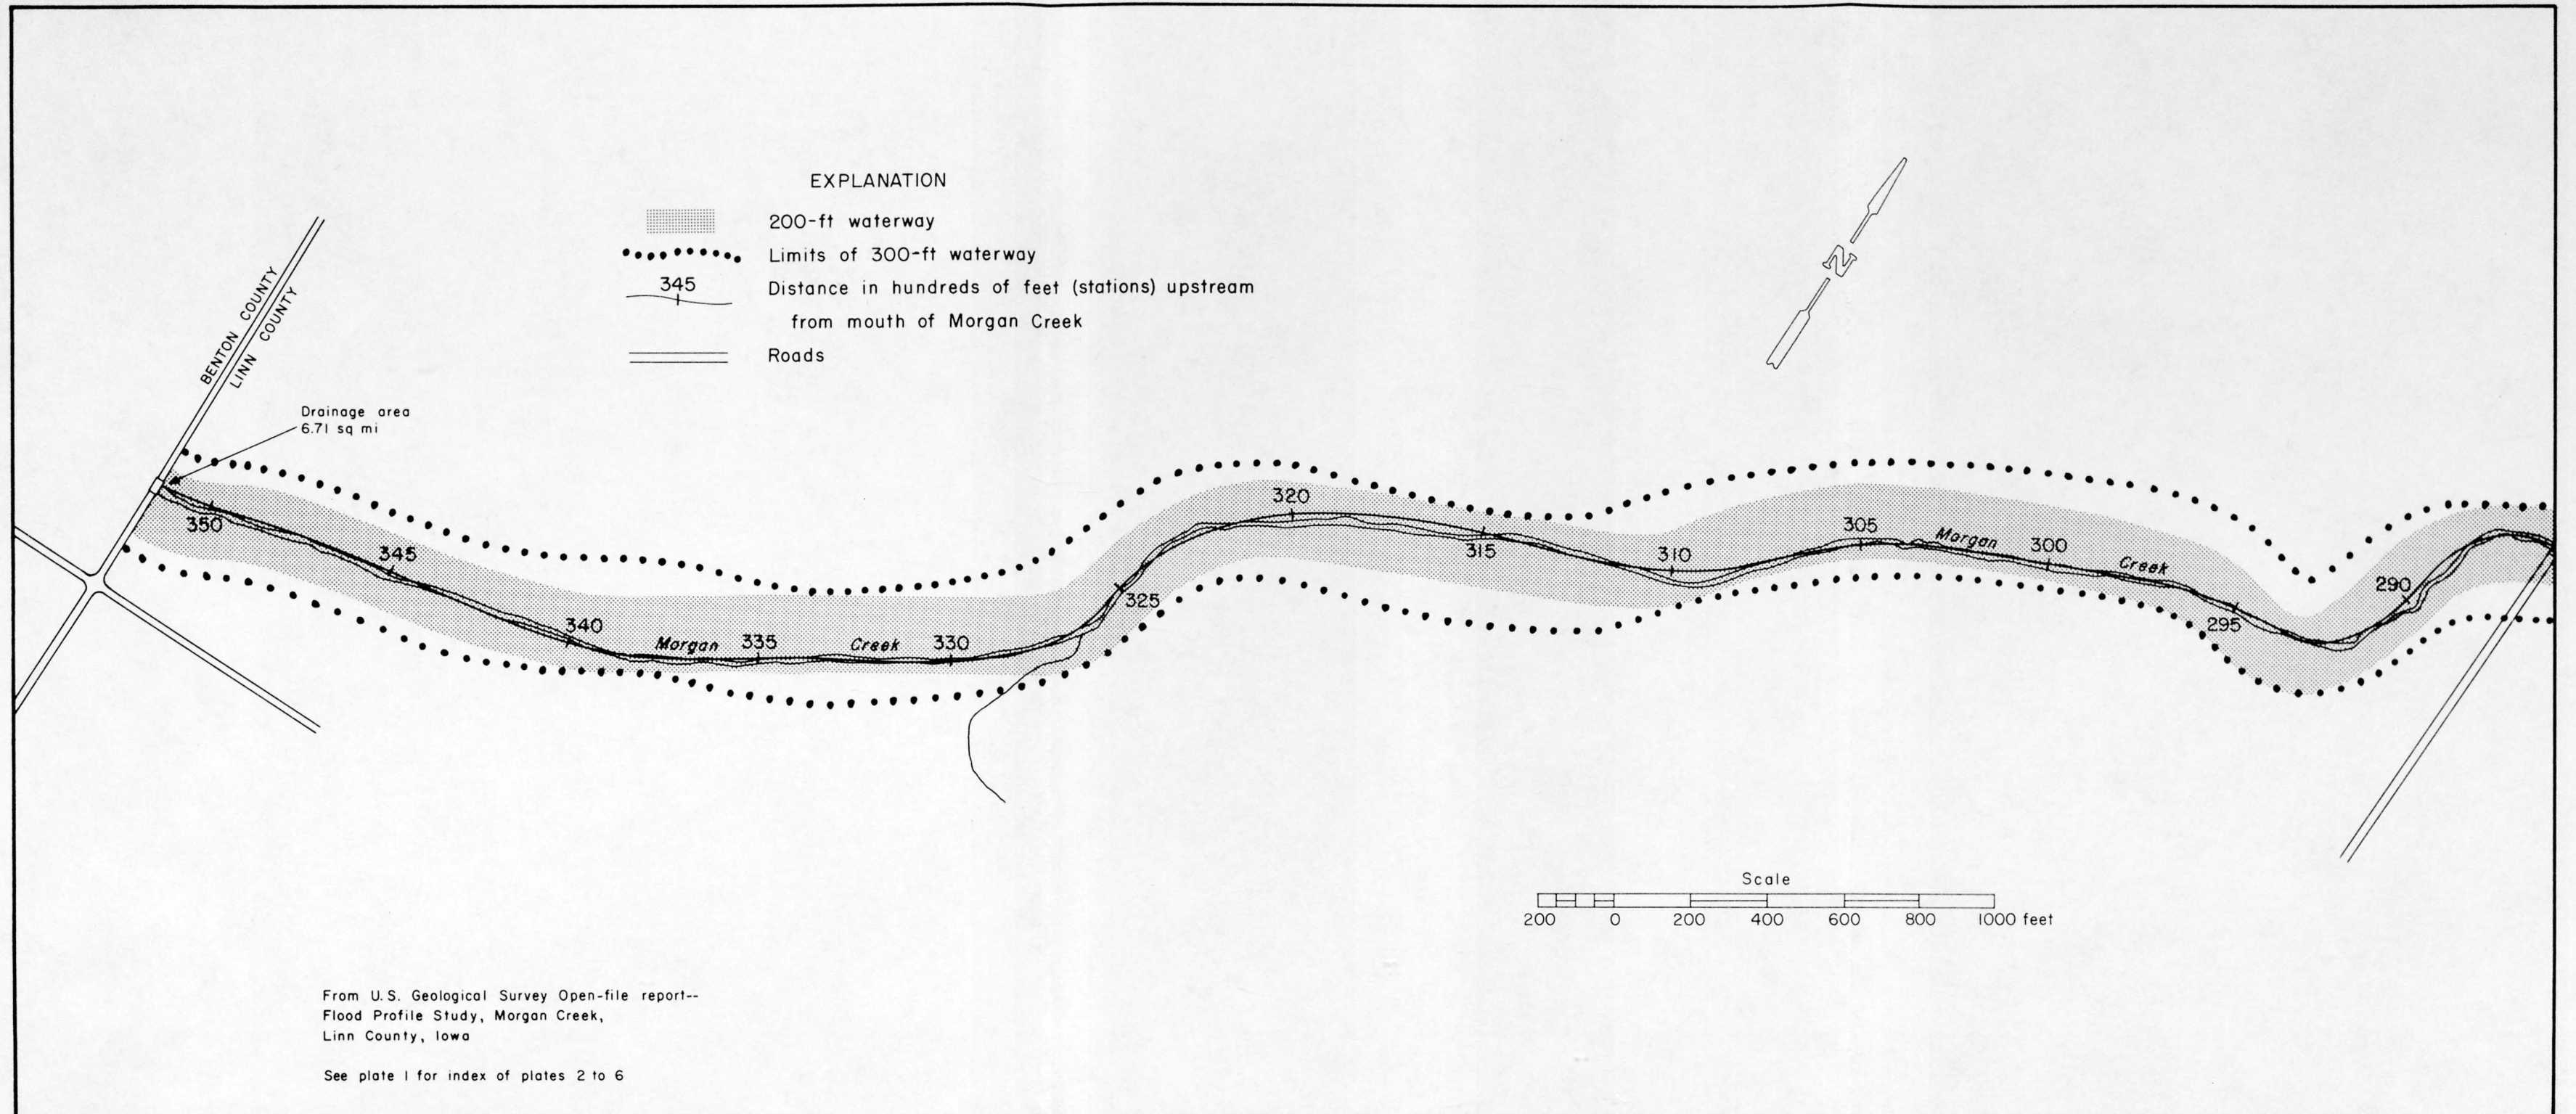 EXPLANATION
200-ft waterway
Limits of 300-ft waterway
345
Distance in hundreds of feet (stations) upstream
from mouth of Morgan Creek
Roads
N
BENTON COUNTY
LINN COUNTY
Drainage area
6.71 sq mi
350
345
340
Morgan
335
Creek
330
325
320
315
310
305
Morgan
300
Creek
295
290
Scale
200 0 200 400 600 800 1000 feet
From U.S. Geological Survey Open-file report--
Flood Profile Study, Morgan Creek,
Linn County, Iowa
See plate 1 for index of plates 2 to 6